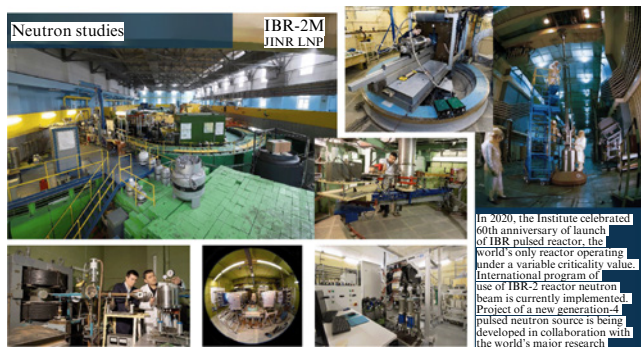 Neutron studies
IBR-2M
JINR LNP
In 2020, the Institute celebrated
60th anniversary of launch
of IBR pulsed reactor, the
world's only reactor operating
under a variable criticality value.
International program of
use of IBR-2 reactor neutron
beam is currently implemented.
Project of a new generation-4
pulsed neutron source is being
developed in collaboration with
the world's major research